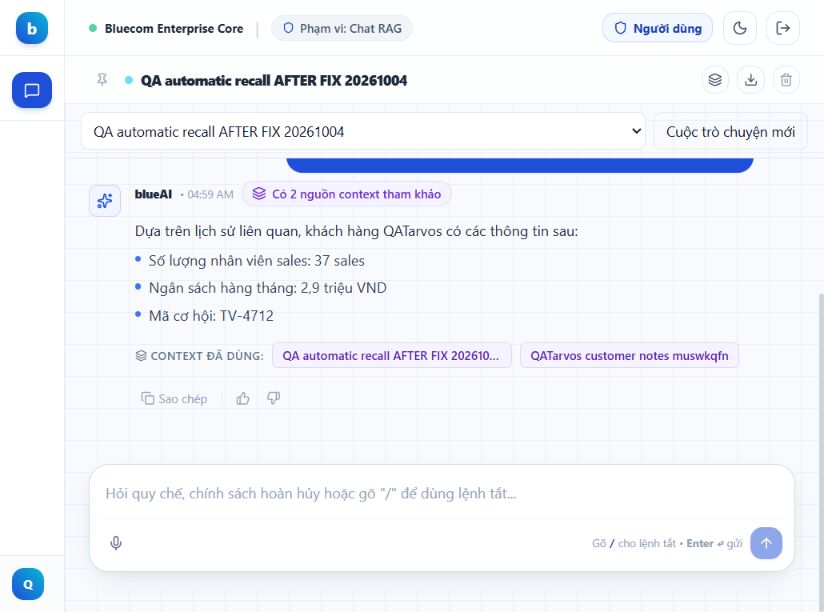 b
Bluecom Enterprise Core
Phạm vi: Chat RAG
Người dùng
QA automatic recall AFTER FIX 20261004
QA automatic recall AFTER FIX 20261004
Cuộc trò chuyện mới
blueAI • 04:59 AM Có 2 nguồn context tham khảo
Dựa trên lịch sử liên quan, khách hàng QATarvos có các thông tin sau:
• Số lượng nhân viên sales: 37 sales
• Ngân sách hàng tháng: 2,9 triệu VND
• Mã cơ hội: TV-4712
CONTEXT ĐÃ DÙNG: QA automatic recall AFTER FIX 202610... QATarvos customer notes muswkqfn
Sao chép
Hỏi quy chế, chính sách hoàn hủy hoặc gõ "/" để dùng lệnh tắt...
Gõ / cho lệnh tắt • Enter ↵ gửi
Q